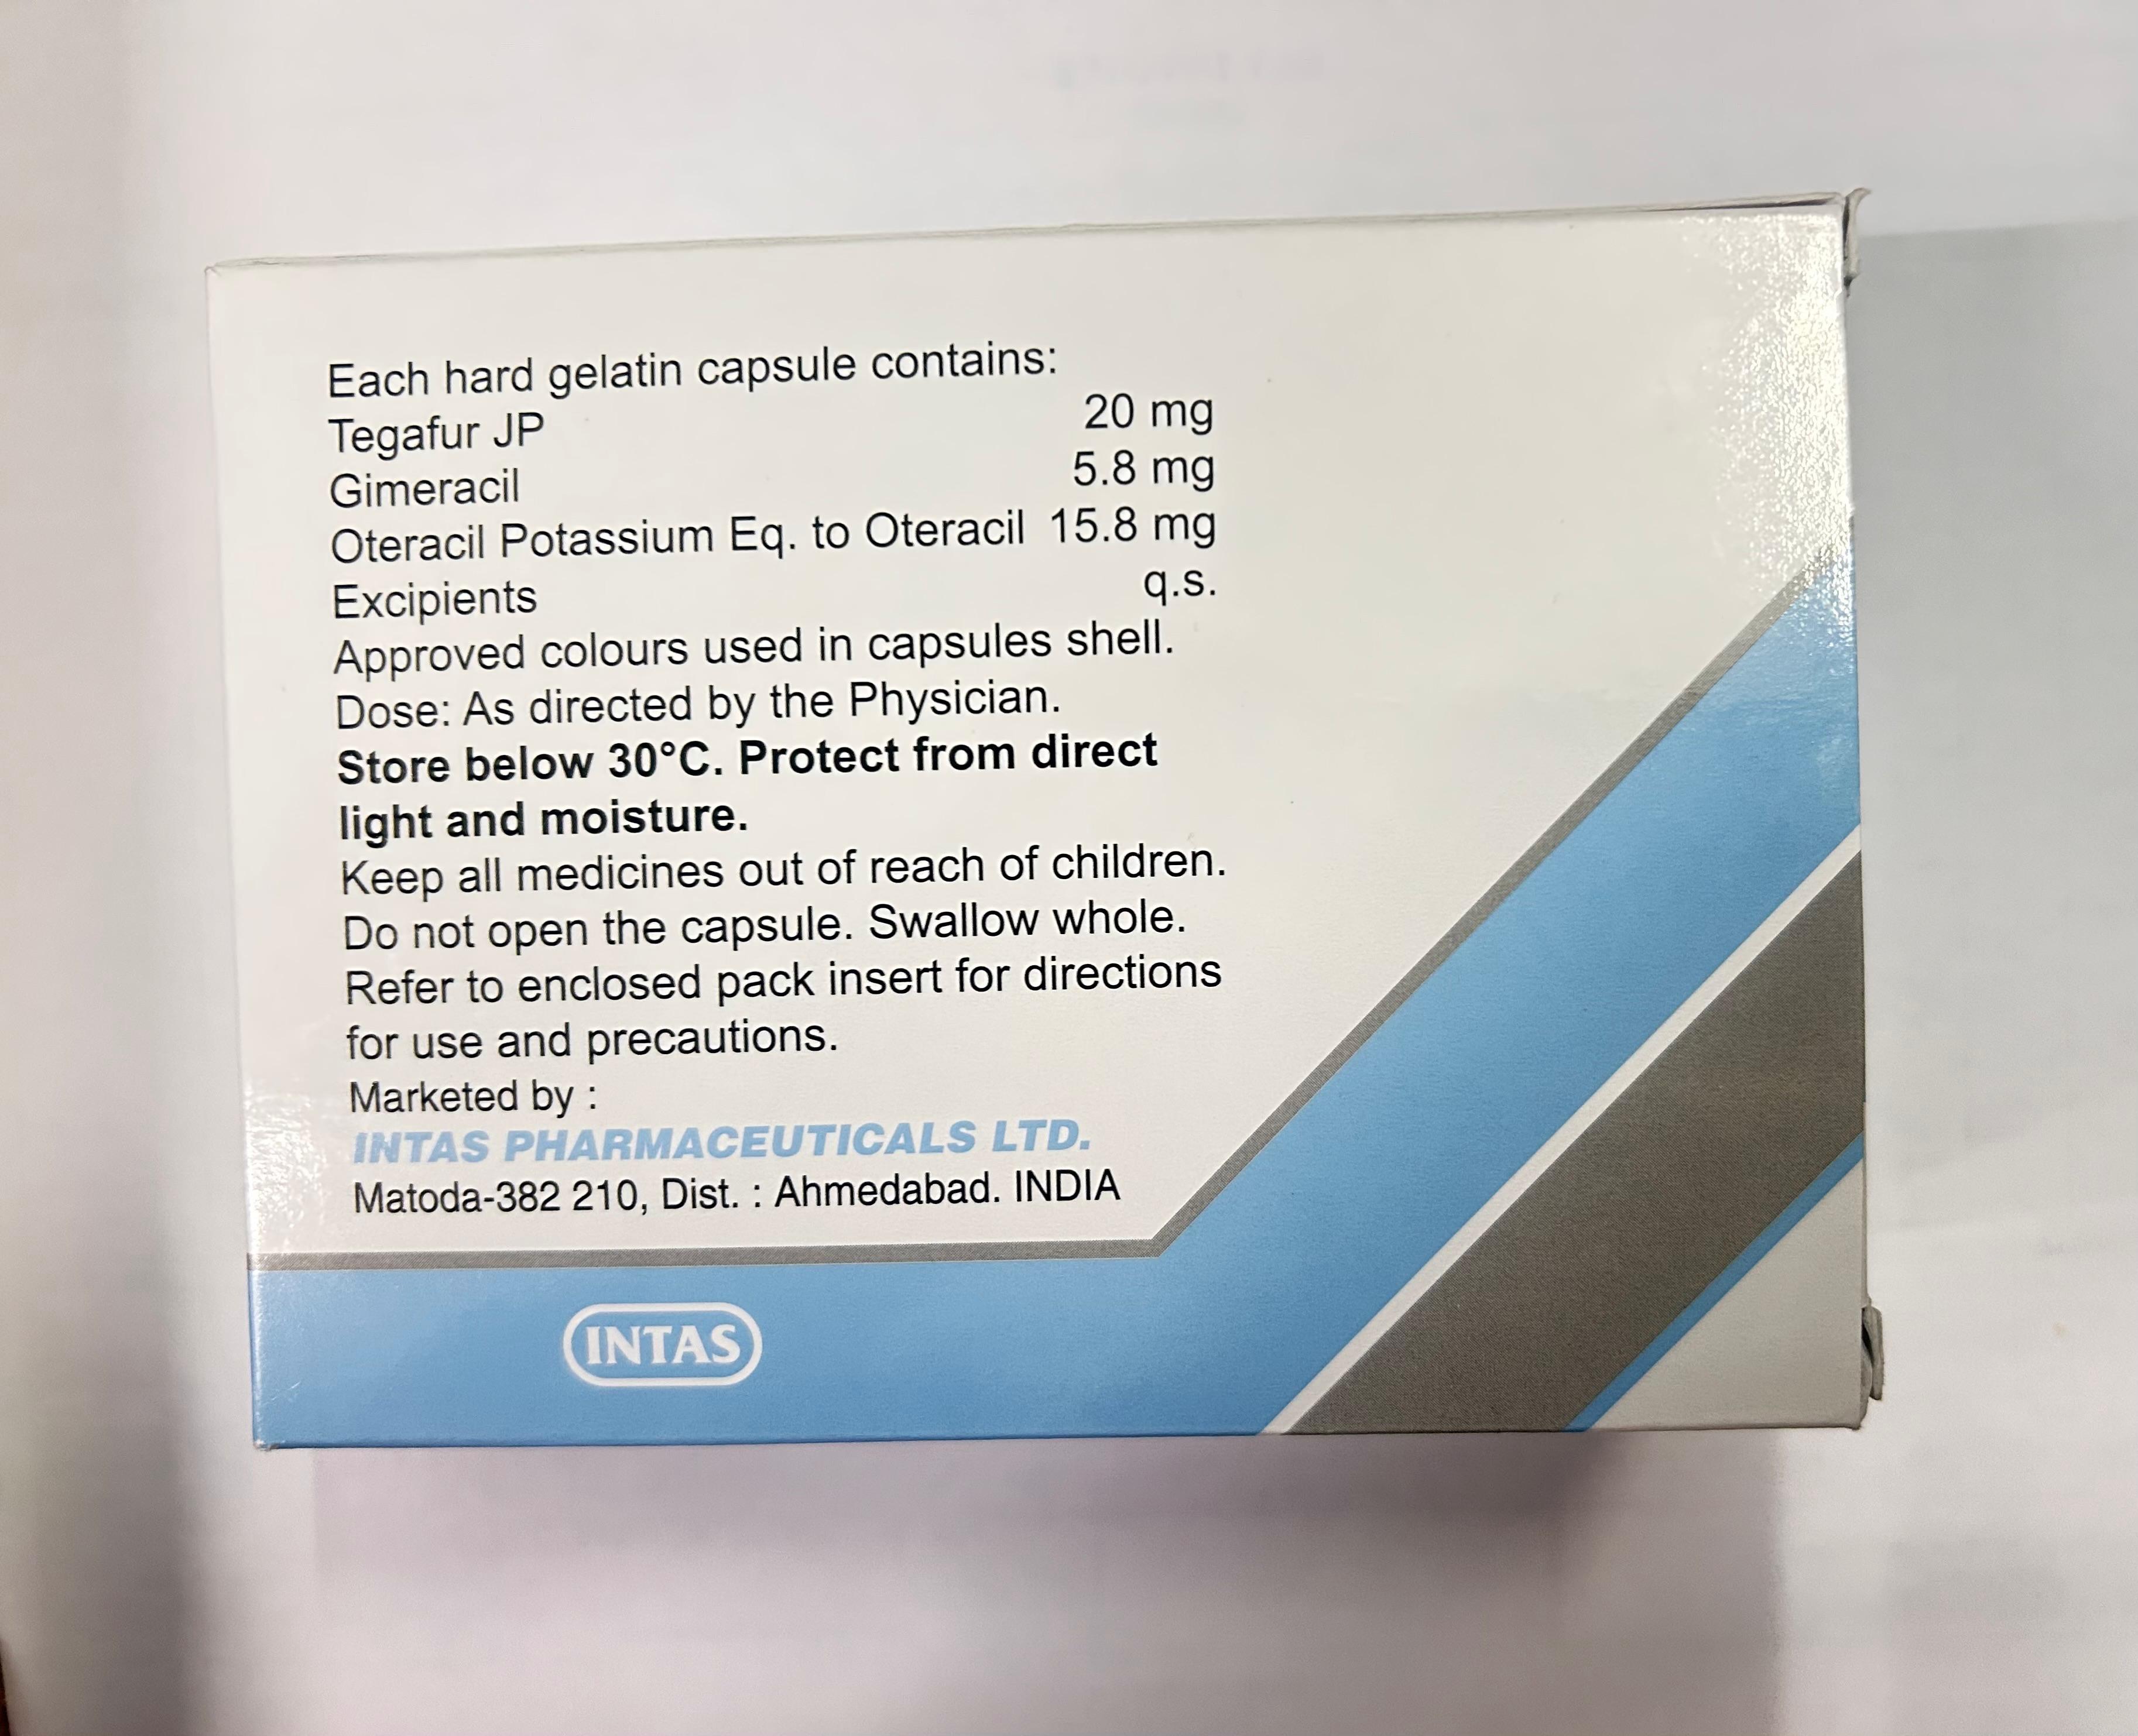 Each hard gelatin capsule contains:
Tegafur JP 20 mg
Gimeracil 5.8 mg
Oteracil Potassium Eq. to Oteracil 15.8 mg
Excipients q.s.
Approved colours used in capsules shell.
Dose: As directed by the Physician.
Store below 30°C. Protect from direct
light and moisture.
Keep all medicines out of reach of children.
Do not open the capsule. Swallow whole.
Refer to enclosed pack insert for directions
for use and precautions.
Marketed by :
INTAS PHARMACEUTICALS LTD.
Matoda-382 210, Dist. : Ahmedabad. INDIA
INTAS